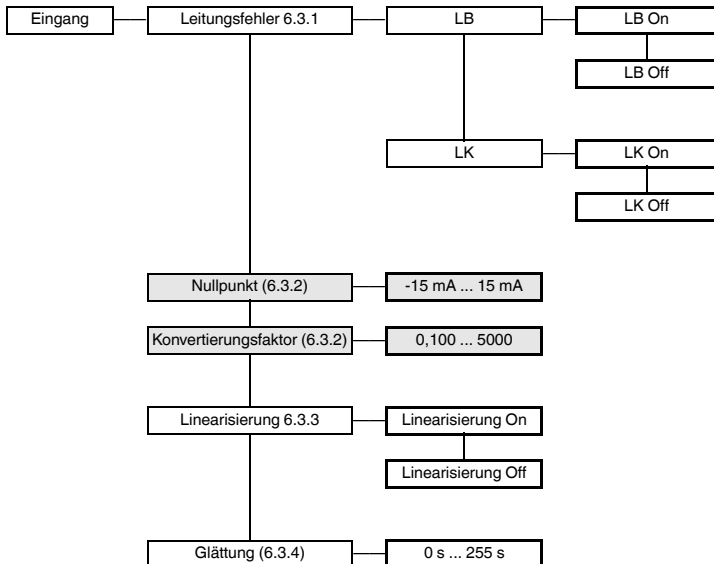 Eingang
Leitungsfehler 6.3.1
LB
LB On
LB Off
LK
LK On
LK Off
Nullpunkt (6.3.2)
-15 mA ... 15 mA
Konvertierungsfaktor (6.3.2)
0,100 ... 5000
Linearisierung 6.3.3
Linearisierung On
Linearisierung Off
Glättung (6.3.4)
0 s ... 255 s